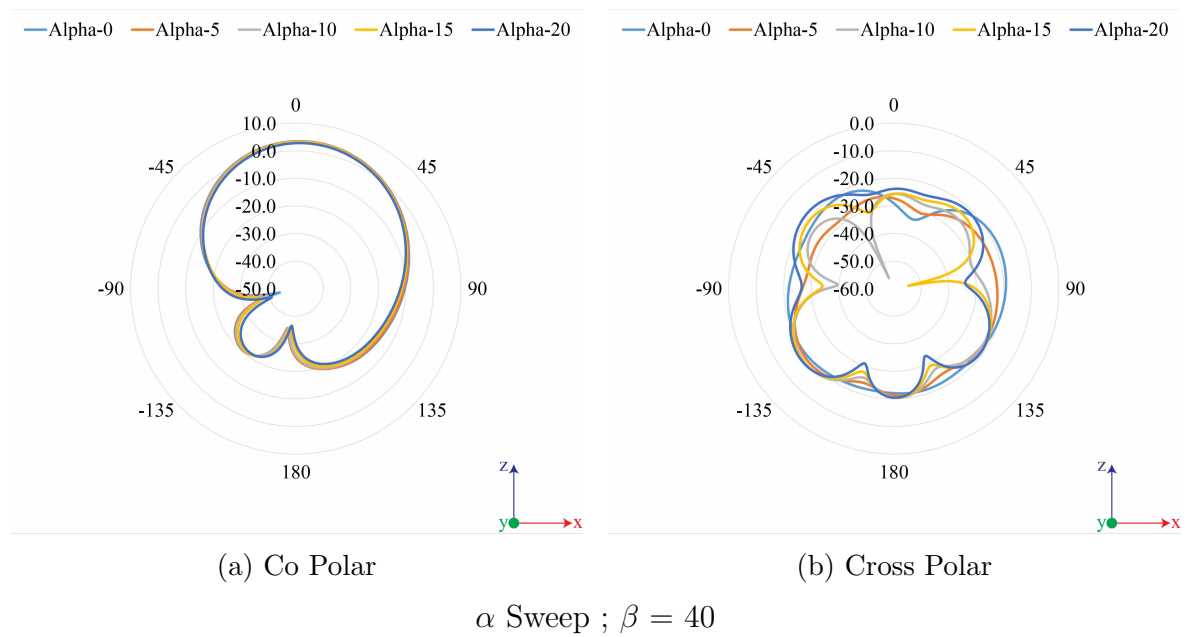 Alpha-0 Alpha-5 Alpha-10 Alpha-15 Alpha-20
0
10.0
0.0
-10.0
-20.0
-30.0
-40.0
-50.0
-45
45
-90
90
-135
135
180
z
y
x
(a) Co Polar
Alpha-0 Alpha-5 Alpha-10 Alpha-15 Alpha-20
0
0.0
-10.0
-20.0
-30.0
-40.0
-50.0
-60.0
-45
45
-90
90
-135
135
180
z
y
x
(b) Cross Polar
α Sweep ; β = 40